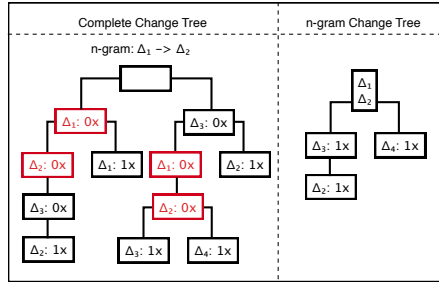 Complete Change Tree
n-gram Change Tree
n-gram: Δ₁ -> Δ₂
Δ₁: 0x
Δ₃: 0x
Δ₂: 0x
Δ₁: 1x
Δ₁: 0x
Δ₂: 1x
Δ₃: 0x
Δ₂: 0x
Δ₂: 1x
Δ₃: 1x
Δ₄: 1x
Δ₁
Δ₂
Δ₃: 1x
Δ₄: 1x
Δ₂: 1x